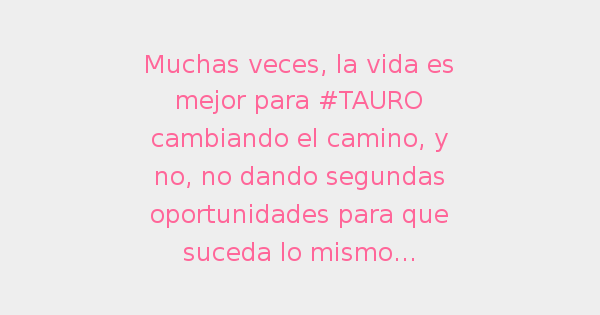 Muchas veces, la vida es
mejor para #TAURO
cambiando el camino, y
no, no dando segundas
oportunidades para que
suceda lo mismo...